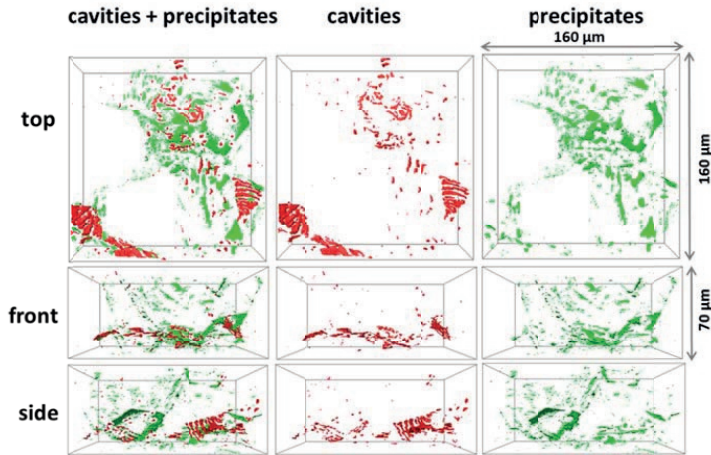 cavities + precipitates
cavities
precipitates
160 µm
top
160 µm
front
70 µm
side